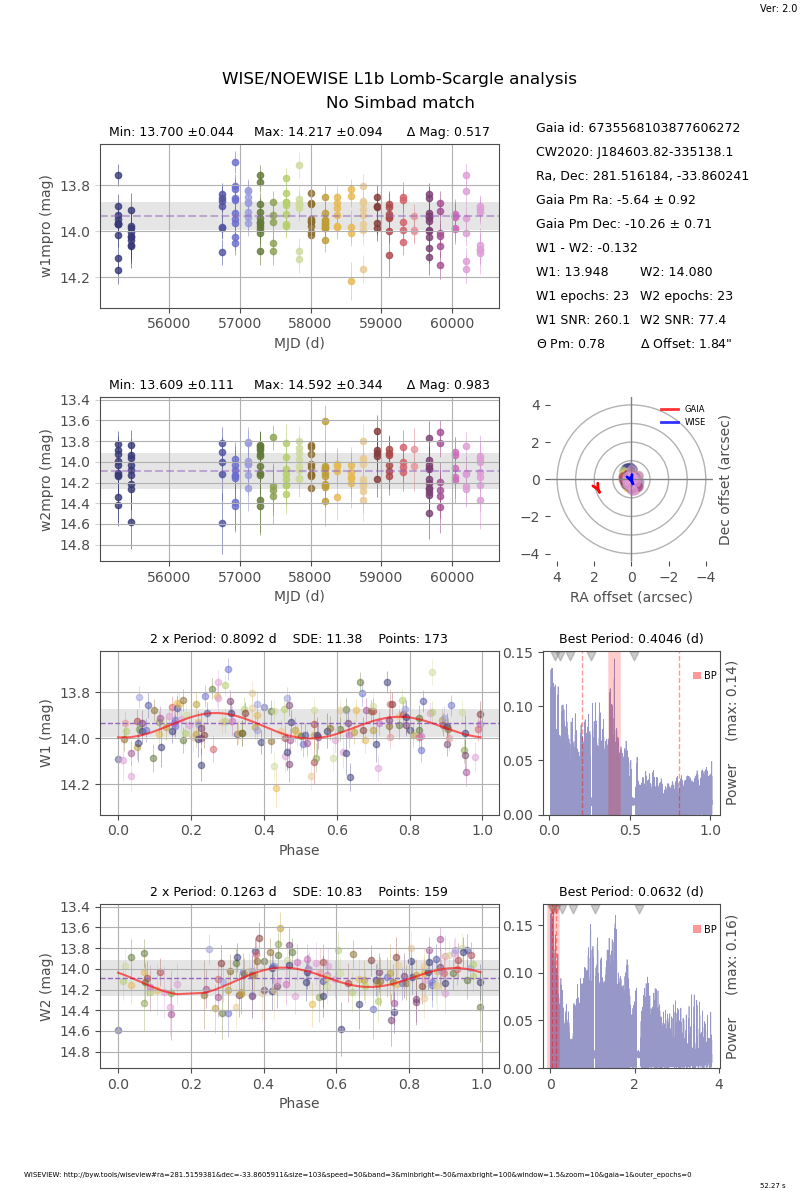 Ver: 2.0
WISE/NOEWISE L1b Lomb-Scargle analysis
No Simbad match
Min: 13.700 ±0.044 Max: 14.217 ±0.094 Δ Mag: 0.517
w1mpro (mag)
13.8
14.0
14.2
56000 57000 58000 59000 60000
MJD (d)
Gaia id: 6735568103877606272
CW2020: J184603.82-335138.1
Ra, Dec: 281.516184, -33.860241
Gaia Pm Ra: -5.64 ± 0.92
Gaia Pm Dec: -10.26 ± 0.71
W1 - W2: -0.132
W1: 13.948 W2: 14.080
W1 epochs: 23 W2 epochs: 23
W1 SNR: 260.1 W2 SNR: 77.4
Θ Pm: 0.78 Δ Offset: 1.84"
Min: 13.609 ±0.111 Max: 14.592 ±0.344 Δ Mag: 0.983
w2mpro (mag)
13.4
13.6
13.8
14.0
14.2
14.4
14.6
14.8
56000 57000 58000 59000 60000
MJD (d)
GAIA
WISE
4
2
0
−2
−4
4 2 0 −2 −4
RA offset (arcsec)
Dec offset (arcsec)
2 x Period: 0.8092 d SDE: 11.38 Points: 173
W1 (mag)
13.8
14.0
14.2
0.0 0.2 0.4 0.6 0.8 1.0
Phase
Best Period: 0.4046 (d)
BP
0.15
0.10
0.05
0.00
0.0 0.5 1.0
Power (max: 0.14)
2 x Period: 0.1263 d SDE: 10.83 Points: 159
W2 (mag)
13.4
13.6
13.8
14.0
14.2
14.4
14.6
14.8
0.0 0.2 0.4 0.6 0.8 1.0
Phase
Best Period: 0.0632 (d)
BP
0.15
0.10
0.05
0.00
0 2 4
Power (max: 0.16)
WISEVIEW: http://byw.tools/wiseview#ra=281.5159381&dec=-33.8605911&size=103&speed=50&band=3&minbright=-50&maxbright=100&window=1.5&zoom=10&gaia=1&outer_epochs=0
52.27 s